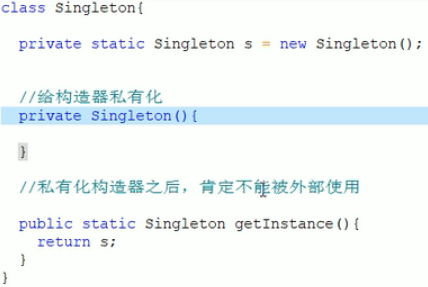 class Singleton{
private static Singleton s = new Singleton();
//给构造器私有化
private Singleton(){
}
//私有化构造器之后，肯定不能被外部使用
public static Singleton getInstance(){
return s;
}
}